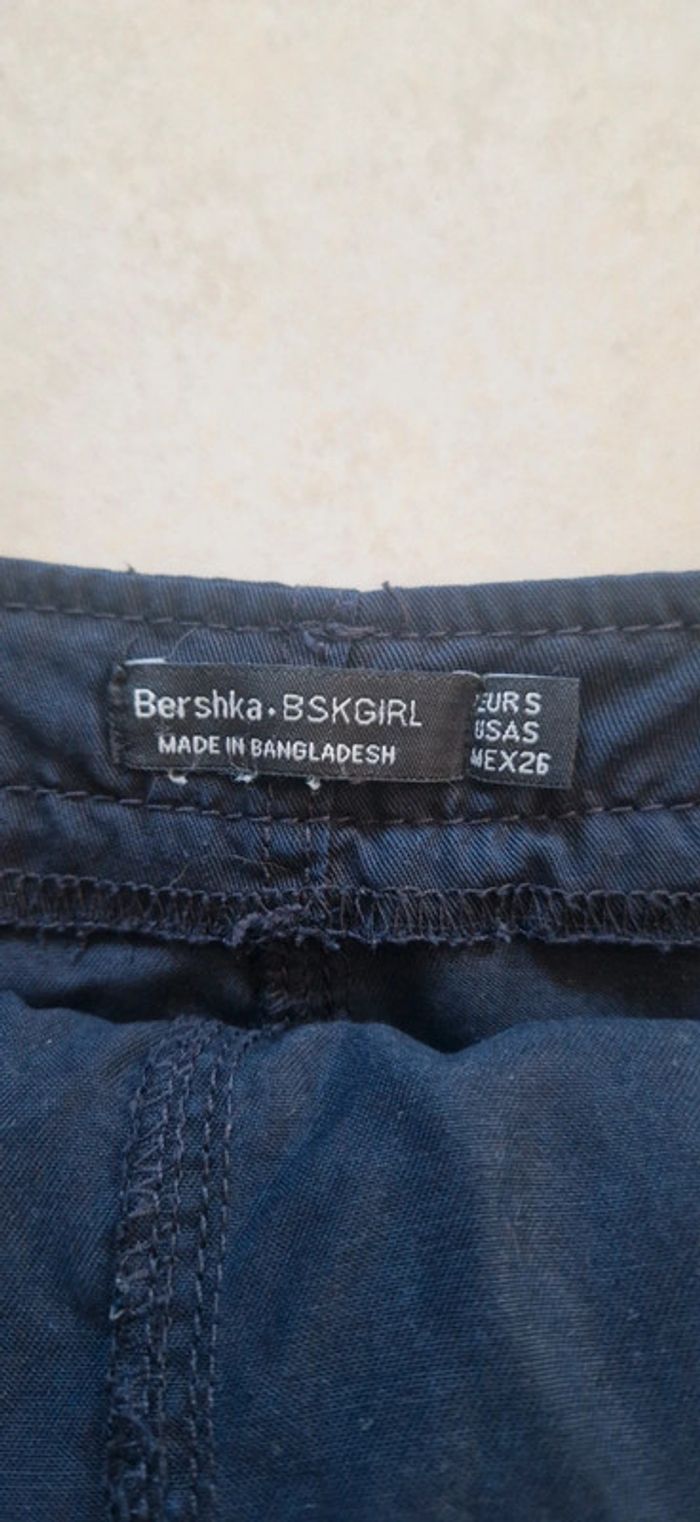 Bershka • BSKGIRL
MADE IN BANGLADESH
EUR S
USA S
MEX 26